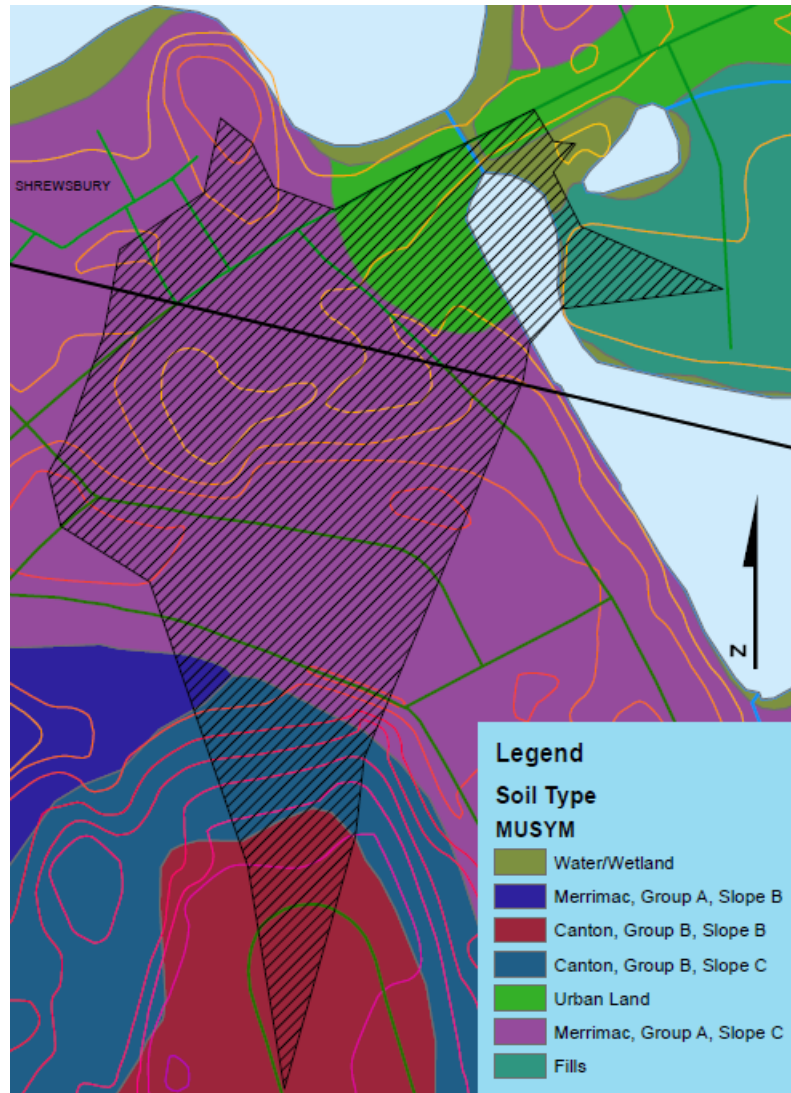 SHREWSBURY
N
Legend
Soil Type
MUSYM
Water/Wetland
Merrimac, Group A, Slope B
Canton, Group B, Slope B
Canton, Group B, Slope C
Urban Land
Merrimac, Group A, Slope C
Fills